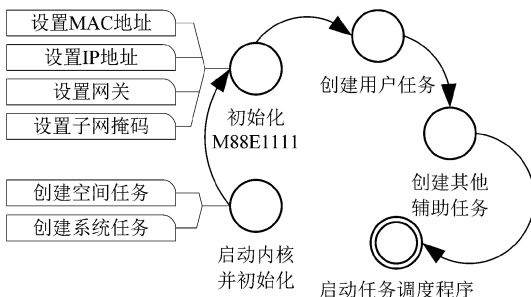 设置MAC地址
设置IP地址
设置网关
设置子网掩码
初始化
M88E1111
创建用户任务
创建其他
辅助任务
创建空间任务
创建系统任务
启动内核
并初始化
启动任务调度程序